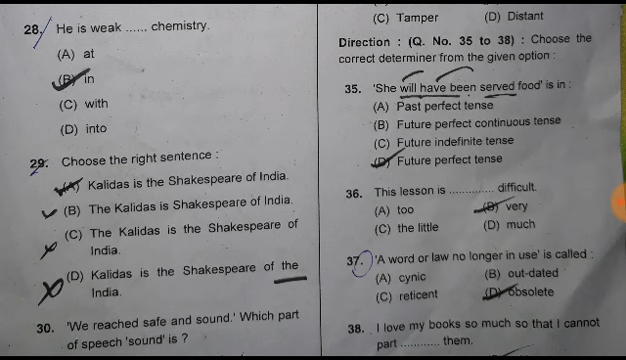 28. He is weak ...... chemistry.
(A) at
(B) in
(C) with
(D) into
29. Choose the right sentence :
(A) Kalidas is the Shakespeare of India.
(B) The Kalidas is Shakespeare of India.
(C) The Kalidas is the Shakespeare of
India.
(D) Kalidas is the Shakespeare of the
India.
30. 'We reached safe and sound.' Which part
of speech 'sound' is ?
(C) Tamper (D) Distant
Direction : (Q. No. 35 to 38) : Choose the
correct determiner from the given option :
35. 'She will have been served food' is in :
(A) Past perfect tense
(B) Future perfect continuous tense
(C) Future indefinite tense
(D) Future perfect tense
36. This lesson is .............. difficult.
(A) too (B) very
(C) the little (D) much
37. 'A word or law no longer in use' is called :
(A) cynic (B) out-dated
(C) reticent (D) obsolete
38. I love my books so much so that I cannot
part ............ them.